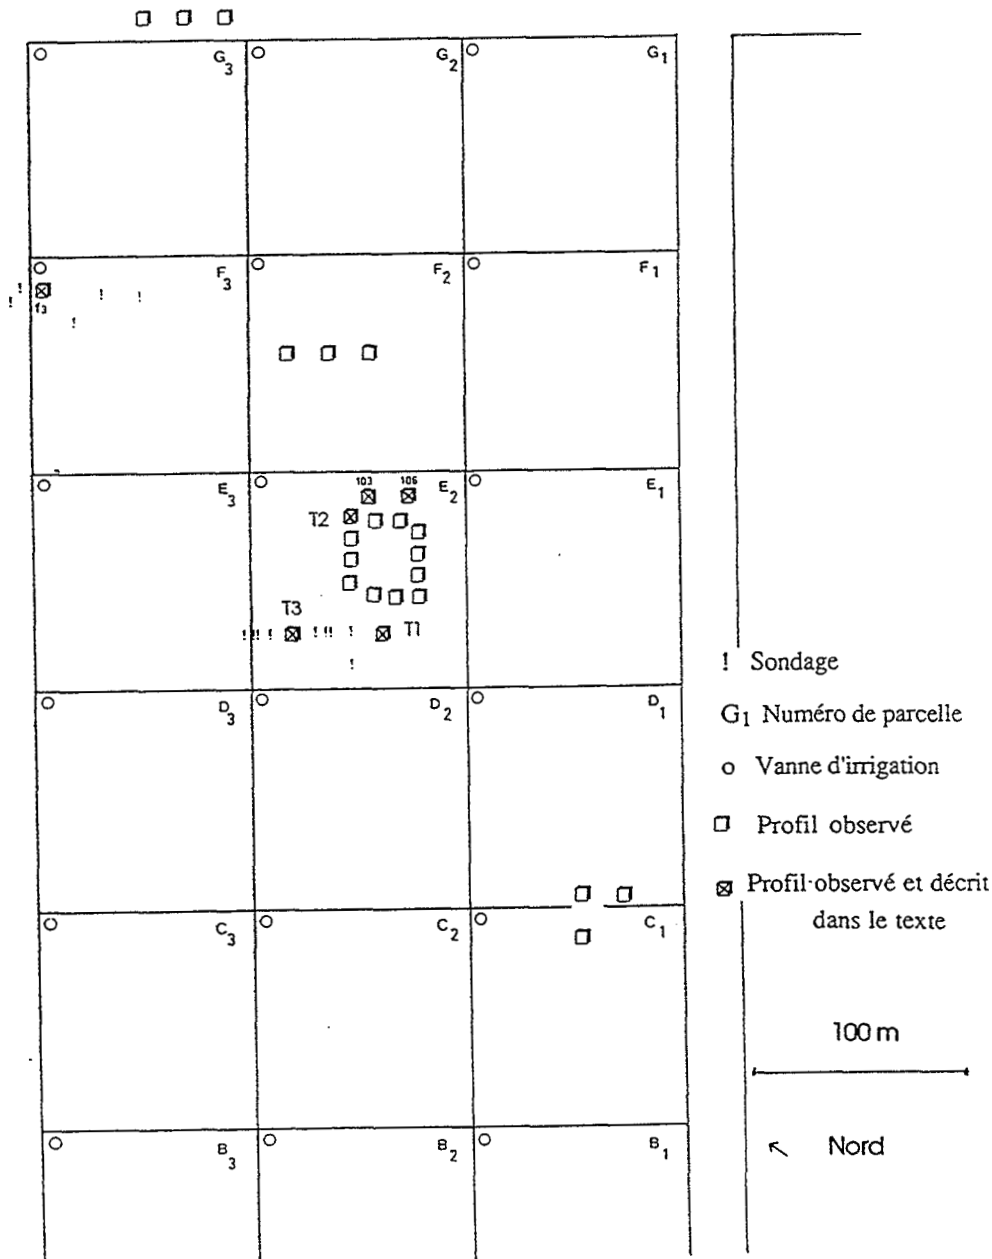 G3 G2 G1
F3 F2 F1
f3
E3 103 106 E2 E1
T2
T3
T1
! Sondage
D3 D2 D1
G1 Numéro de parcelle
o Vanne d'irrigation
Profil observé
Profil observé et décrit
dans le texte
C3 C2 C1
100 m
B3 B2 B1
Nord